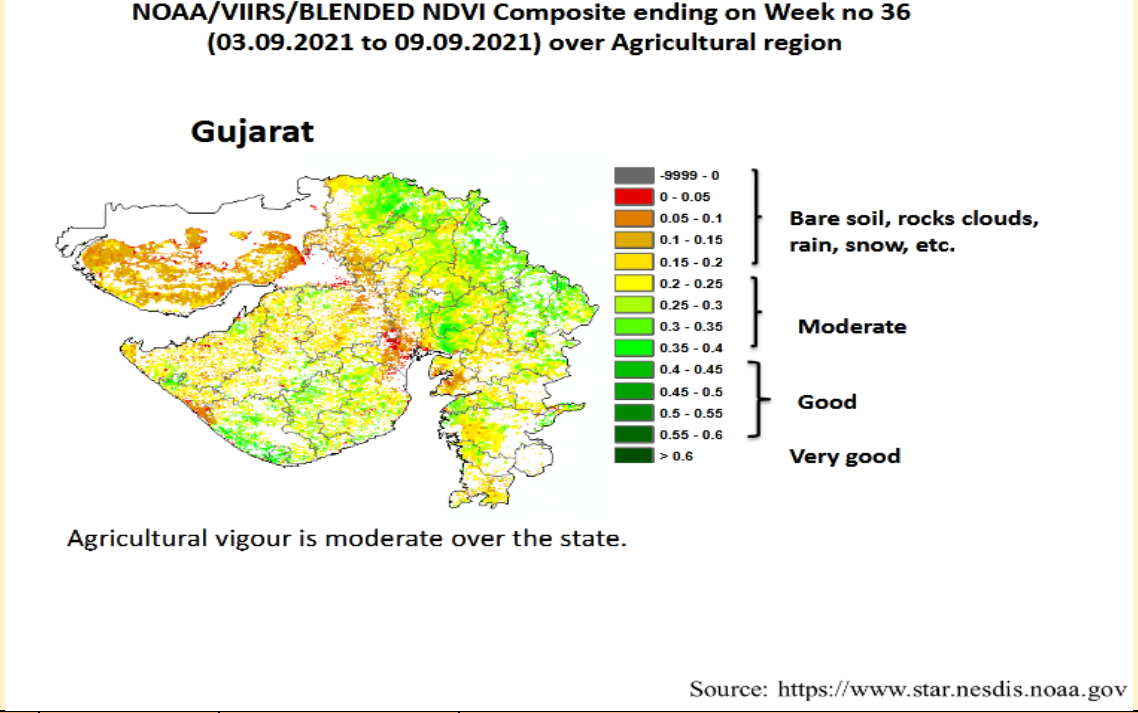 NOAA/VIIRS/BLENDED NDVI Composite ending on Week no 36
(03.09.2021 to 09.09.2021) over Agricultural region
Gujarat
-9999 - 0
0 - 0.05
0.05 - 0.1
0.1 - 0.15
0.15 - 0.2
0.2 - 0.25
0.25 - 0.3
0.3 - 0.35
0.35 - 0.4
0.4 - 0.45
0.45 - 0.5
0.5 - 0.55
0.55 - 0.6
> 0.6
Bare soil, rocks clouds,
rain, snow, etc.
Moderate
Good
Very good
Agricultural vigour is moderate over the state.
Source: https://www.star.nesdis.noaa.gov